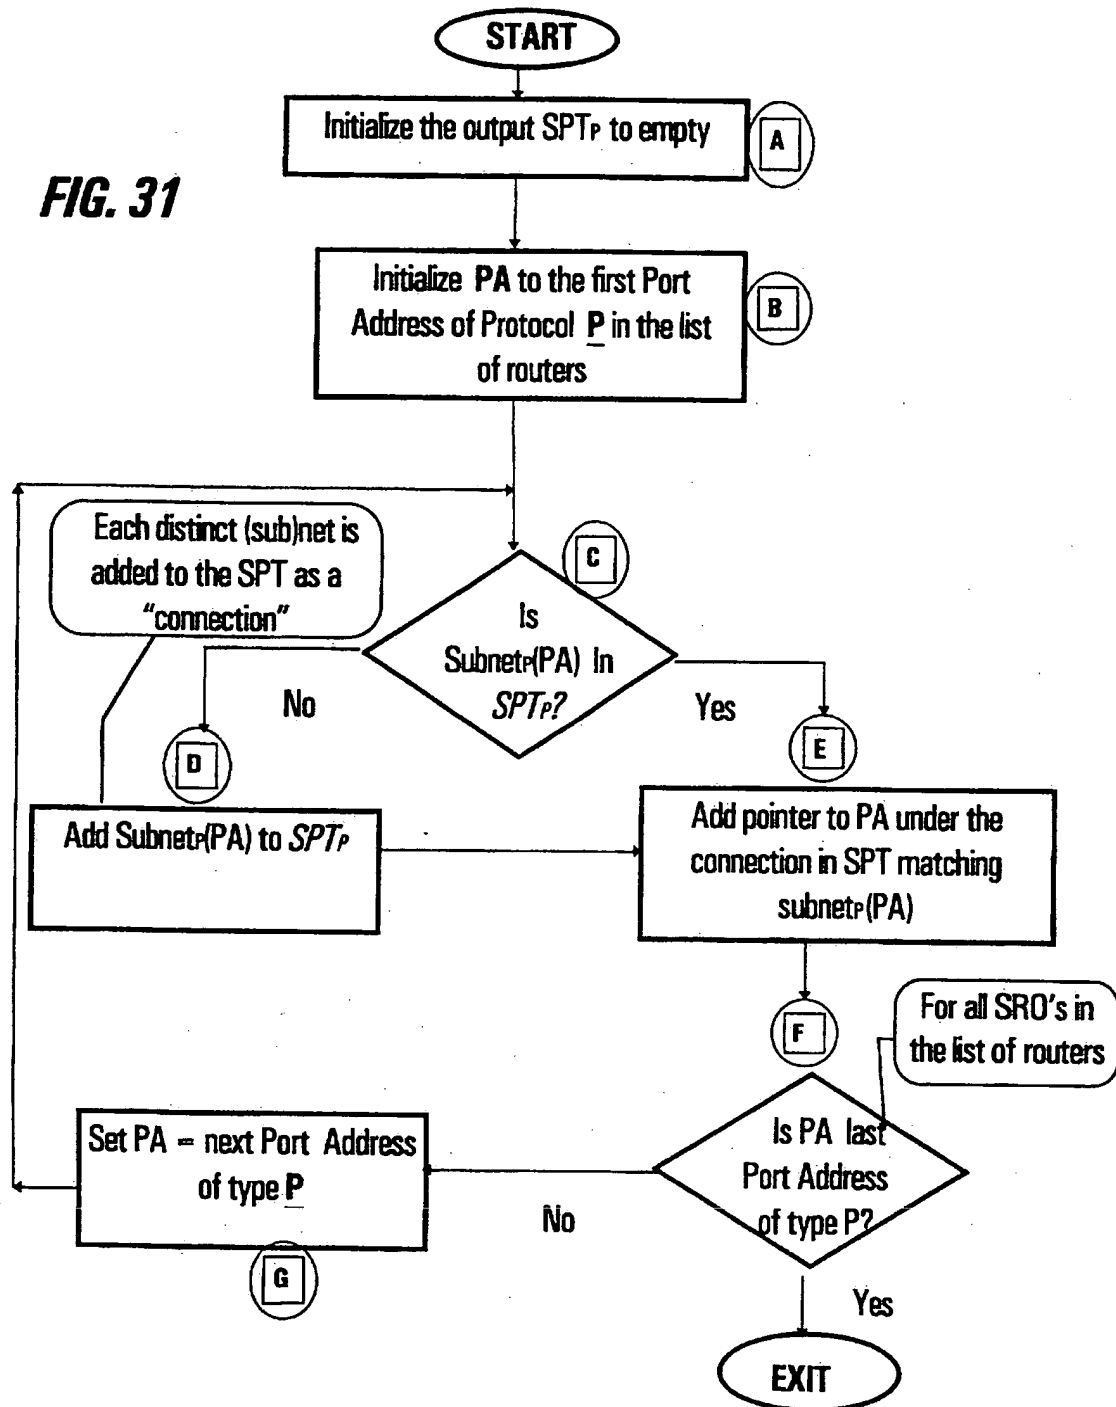 START
Initialize the output SPTP to empty
A
FIG. 31
Initialize PA to the first Port
Address of Protocol P in the list
of routers
B
Each distinct (sub)net is
added to the SPT as a
"connection"
C
Is
SubnetP(PA) In
SPTP?
No
Yes
D
E
Add SubnetP(PA) to SPTP
Add pointer to PA under the
connection in SPT matching
subnetP(PA)
F
For all SRO's in
the list of routers
Set PA = next Port Address
of type P
Is PA last
Port Address
of type P?
No
G
Yes
EXIT